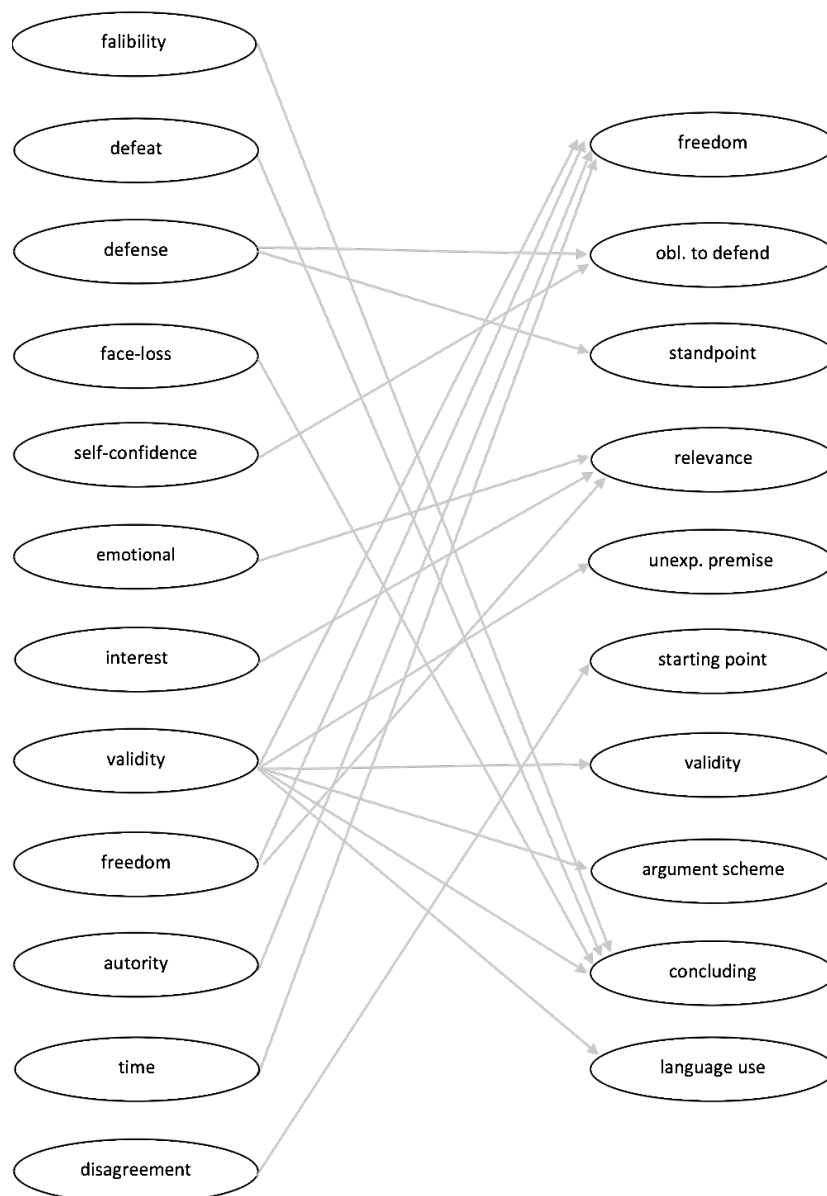 falibility
defeat
defense
face-loss
self-confidence
emotional
interest
validity
freedom
autority
time
disagreement
freedom
obl. to defend
standpoint
relevance
unexp. premise
starting point
validity
argument scheme
concluding
language use